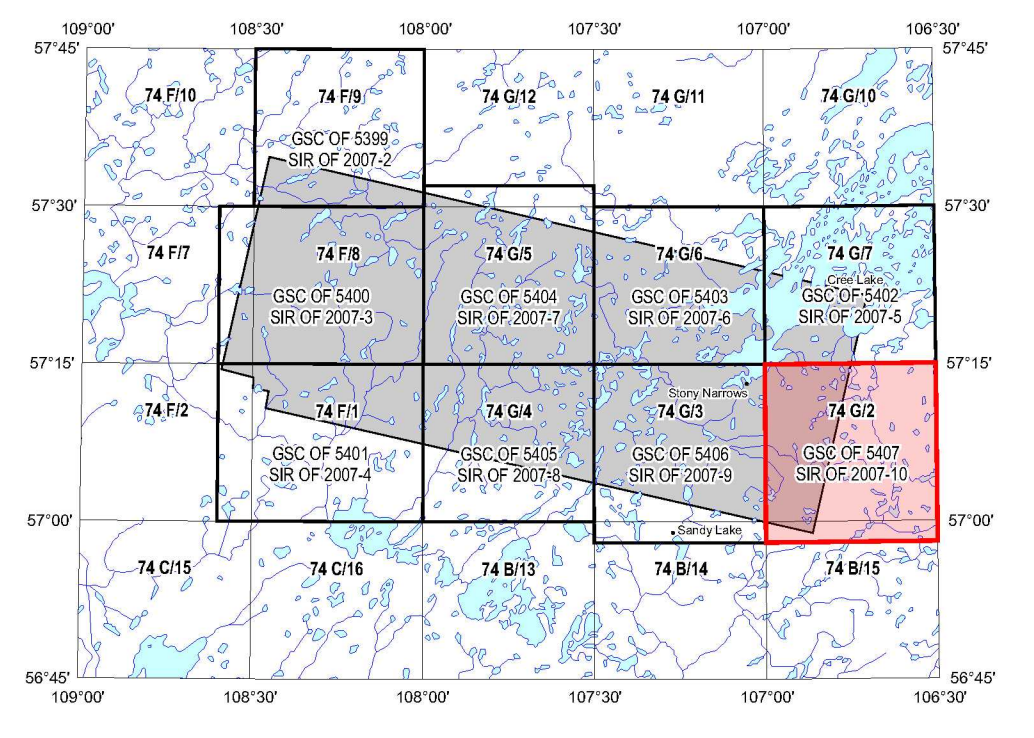 109°00' 108°30' 108°00' 107°30' 107°00' 106°30'
57°45' 57°45'
74 F/10 74 F/9 74 G/12 74 G/11 74 G/10
GSC OF 5399
SIR OF 2007-2
57°30' 57°30'
74 F/7 74 F/8 74 G/5 74 G/6 74 G/7
Cree Lake
GSC OF 5400 GSC OF 5404 GSC OF 5403 GSC OF 5402
SIR OF 2007-3 SIR OF 2007-7 SIR OF 2007-6 SIR OF 2007-5
57°15' 57°15'
Stony Narrows
74 F/2 74 F/1 74 G/4 74 G/3 74 G/2
GSC OF 5401 GSC OF 5405 GSC OF 5406 GSC OF 5407
SIR OF 2007-4 SIR OF 2007-8 SIR OF 2007-9 SIR OF 2007-10
57°00' 57°00'
Sandy Lake
74 C/15 74 C/16 74 B/13 74 B/14 74 B/15
56°45' 56°45'
109°00' 108°30' 108°00' 107°30' 107°00' 106°30'